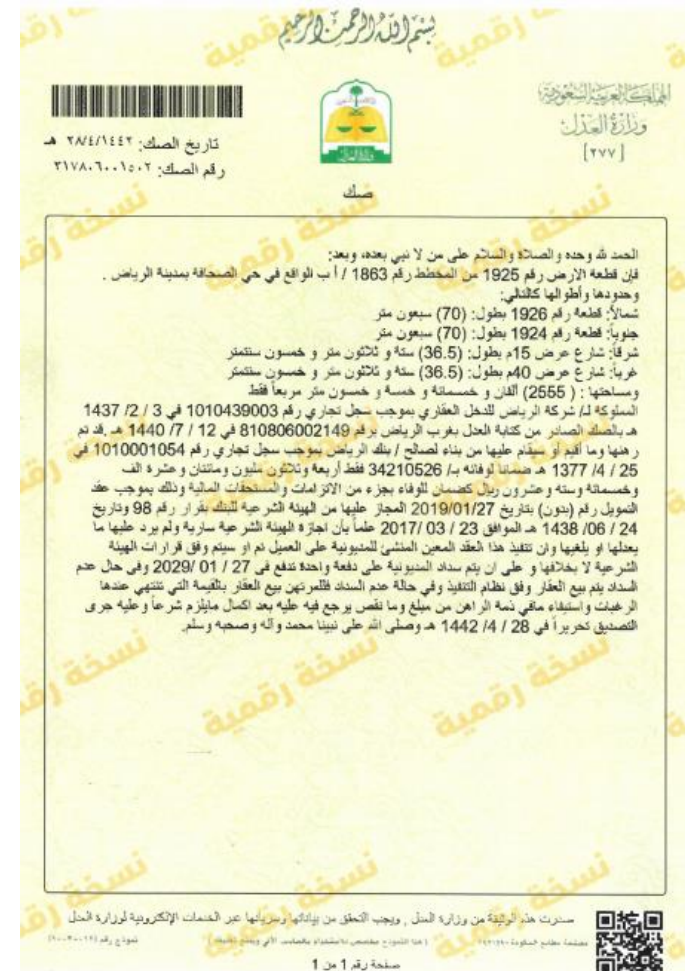 بسم الله الرحمن الرحيم
المملكة العربية السعودية
وزارة العدل
[٢٧٧]
تاريخ الصك: ٢٨/٤/١٤٤٢ هـ
رقم الصك: ٣١٧٨٠٦٠٠١٥٠٢
صك
الحمد لله وحده والصلاة والسلام على من لا نبي بعده، وبعد:
فإن قطعة الارض رقم 1925 من المخطط رقم 1863 / أ ب الواقع في حي الصحافة بمدينة الرياض .
وحدودها وأطوالها كالتالي:
شمالاً: قطعة رقم 1926 بطول: (70) سبعون متر
جنوباً: قطعة رقم 1924 بطول: (70) سبعون متر
شرقاً: شارع عرض 15م بطول: (36.5) ستة و ثلاثون متر و خمسون سنتمتر
غرباً: شارع عرض 40م بطول: (36.5) ستة و ثلاثون متر و خمسون سنتمتر
ومساحتها : ( 2555) ألفان و خمسمائة و خمسة و خمسون متر مربعاً فقط
المملوكة لـ/ شركة الرياض للدخل العقاري بموجب سجل تجاري رقم 1010439003 في 3 / 2/ 1437
هـ بالصك الصادر من كتابة العدل بغرب الرياض برقم 810806002149 في 12 / 7/ 1440 هـ .قد تم
رهنها وما أقيم أو سيقام عليها من بناء لصالح / بنك الرياض بموجب سجل تجاري رقم 1010001054 في
25 / 4/ 1377 هـ ضمانا لوفائه بـ/ 34210526 فقط أربعة وثلاثون مليون ومائتان وعشرة الف
وخمسمائة وسته وعشرون ريال كضمان للوفاء بجزء من الالتزامات والمستحقات المالية وذلك بموجب عقد
التمويل رقم (بدون) بتاريخ 2019/01/27 المجاز عليها من الهيئة الشرعية للبنك بقرار رقم 98 وتاريخ
24 /06/ 1438 هـ الموافق 23 / 03/ 2017 علماً بأن اجازة الهيئة الشرعية سارية ولم يرد عليها ما
يعدلها او يلغيها وان تنفيذ هذا العقد المعين المنشئ للمديونية على العميل تم او سيتم وفق قرارات الهيئة
الشرعية لا بخلافها و على ان يتم سداد المديونية على دفعة واحدة تدفع في 27 / 01 /2029 وفي حال عدم
السداد يتم بيع العقار وفق نظام التنفيذ وفي حالة عدم السداد فللمرتهن بيع العقار بالقيمة التي تنتهي عندها
الرغبات واستيفاء مافي ذمة الراهن من مبلغ وما نقص يرجع فيه عليه بعد اكمال مايلزم شرعاً وعليه جرى
التصديق تحريراً في 28 / 4/ 1442 هـ وصلى الله على نبينا محمد وآله وصحبه وسلم.
نسخة رقمية
صدرت هذه الوثيقة من وزارة العدل , ويجب التحقق من بياناتها وسريانها عبر الخدمات الإلكترونية لوزارة العدل
صفحة رقم 1 من 1